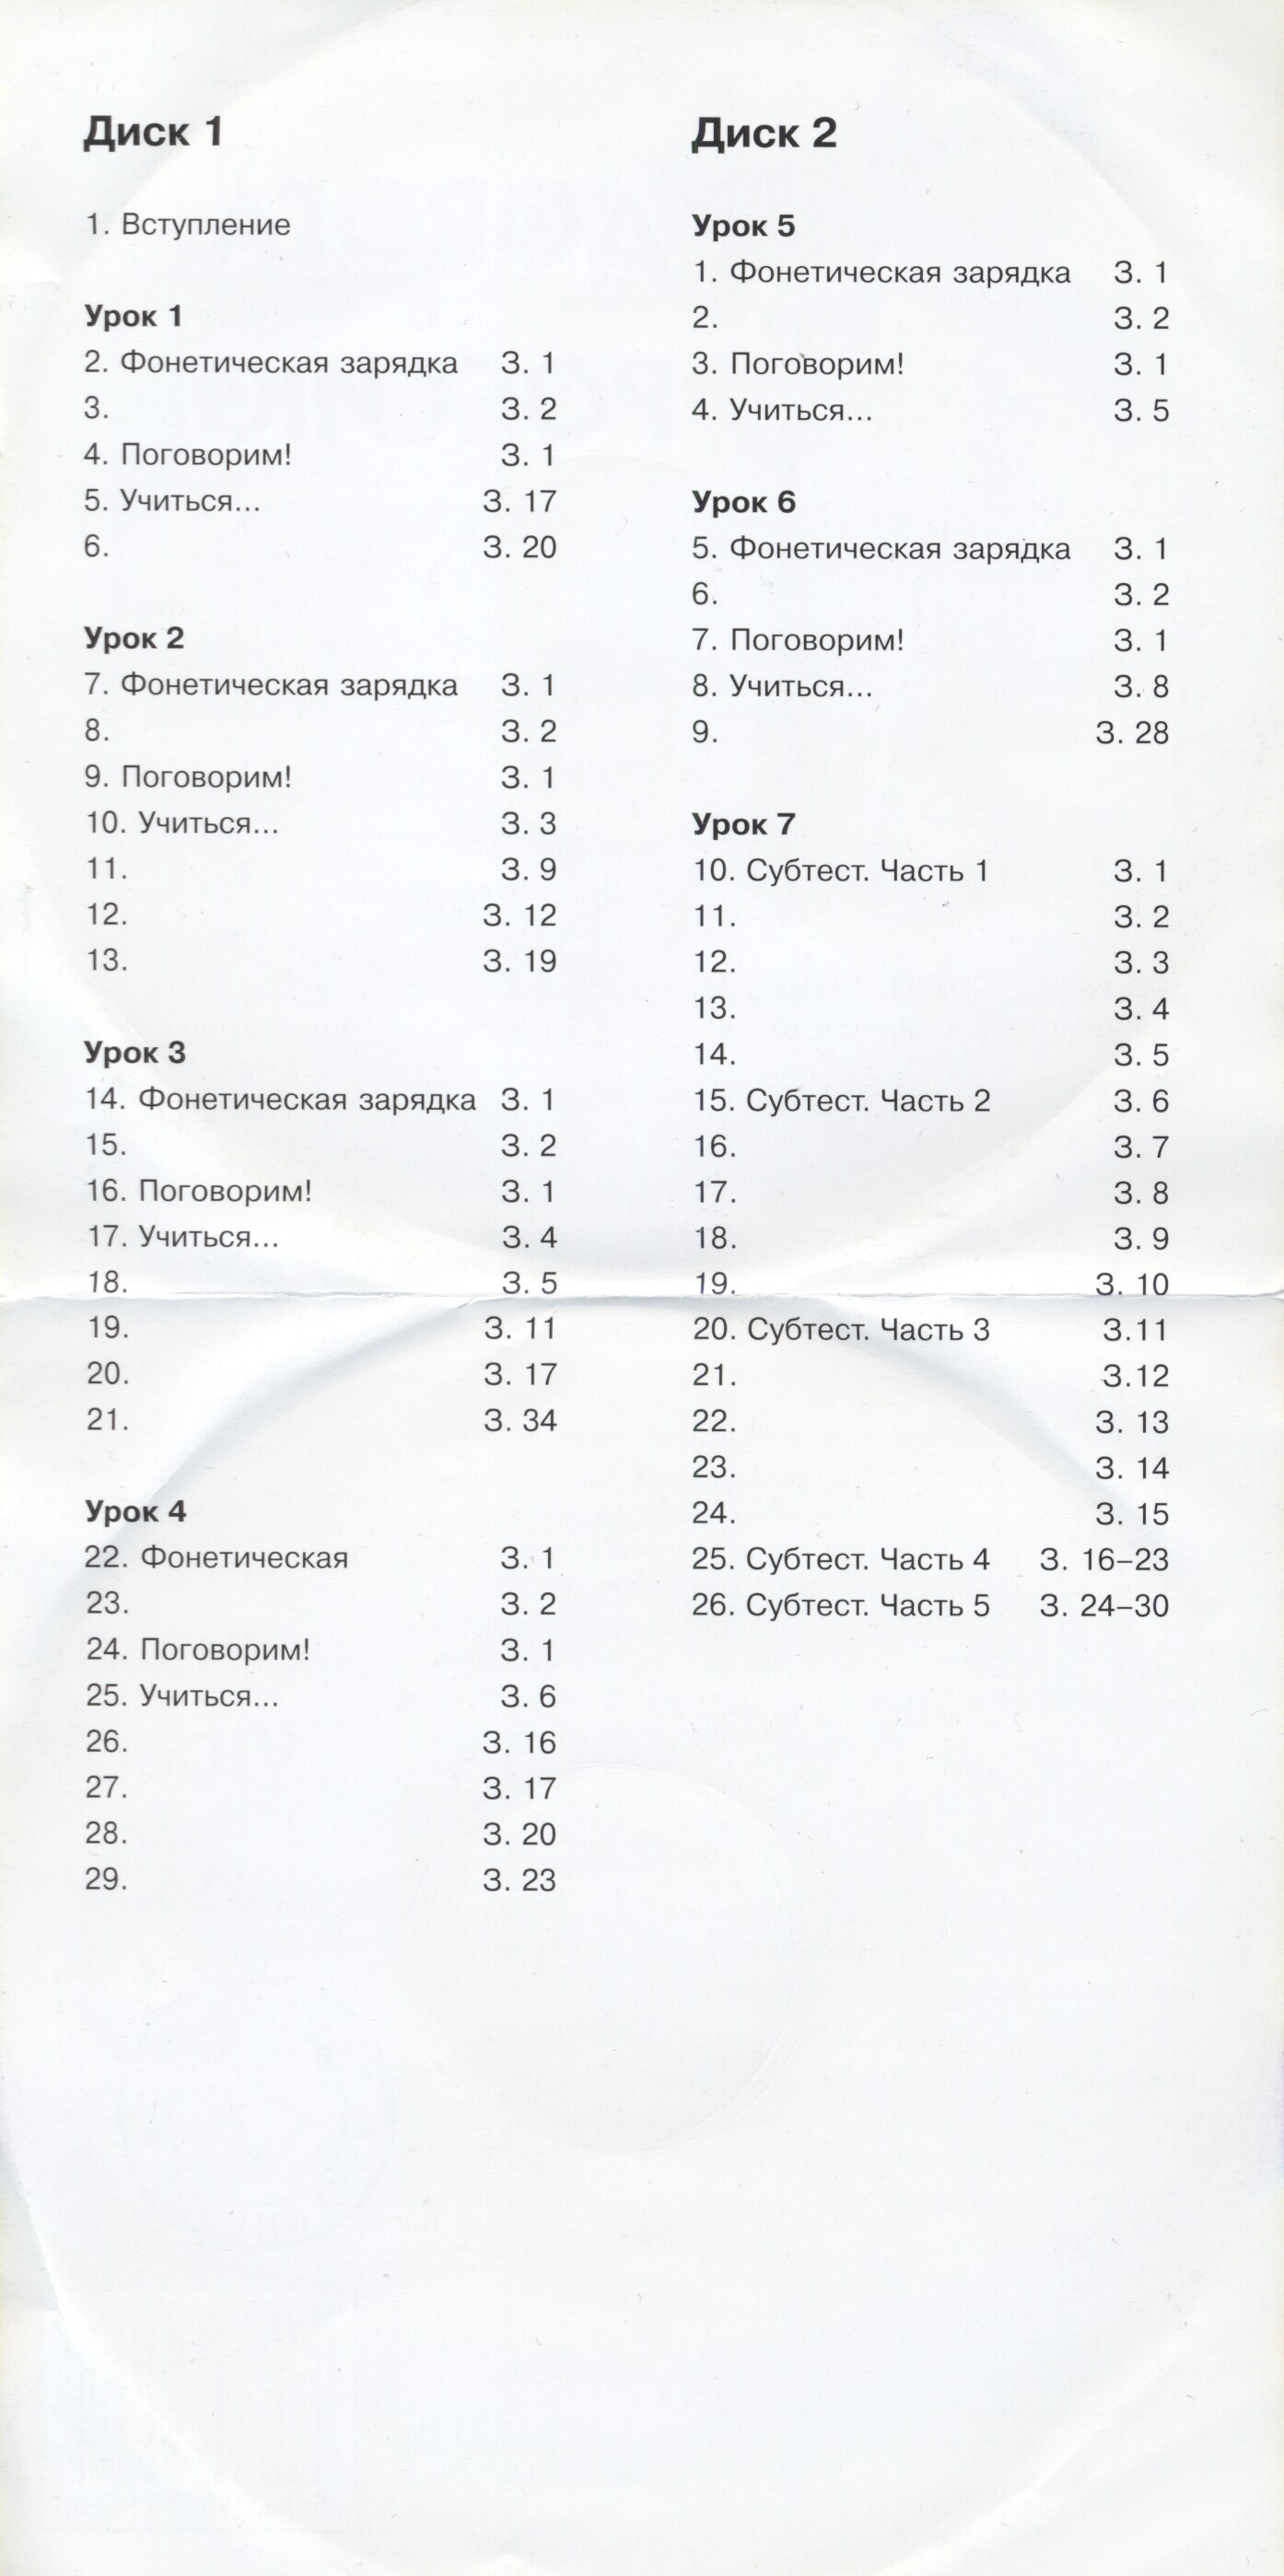 Диск 1
1. Вступление
Урок 1
2. Фонетическая зарядка З. 1
3. З. 2
4. Поговорим! З. 1
5. Учиться... З. 17
6. З. 20
Урок 2
7. Фонетическая зарядка З. 1
8. З. 2
9. Поговорим! З. 1
10. Учиться... З. 3
11. З. 9
12. З. 12
13. З. 19
Урок 3
14. Фонетическая зарядка З. 1
15. З. 2
16. Поговорим! З. 1
17. Учиться... З. 4
18. З. 5
19. З. 11
20. З. 17
21. З. 34
Урок 4
22. Фонетическая З. 1
23. З. 2
24. Поговорим! З. 1
25. Учиться... З. 6
26. З. 16
27. З. 17
28. З. 20
29. З. 23
Диск 2
Урок 5
1. Фонетическая зарядка З. 1
2. З. 2
3. Поговорим! З. 1
4. Учиться... З. 5
Урок 6
5. Фонетическая зарядка З. 1
6. З. 2
7. Поговорим! З. 1
8. Учиться... З. 8
9. З. 28
Урок 7
10. Субтест. Часть 1 З. 1
11. З. 2
12. З. 3
13. З. 4
14. З. 5
15. Субтест. Часть 2 З. 6
16. З. 7
17. З. 8
18. З. 9
19. З. 10
20. Субтест. Часть 3 З.11
21. З.12
22. З. 13
23. З. 14
24. З. 15
25. Субтест. Часть 4 З. 16–23
26. Субтест. Часть 5 З. 24–30